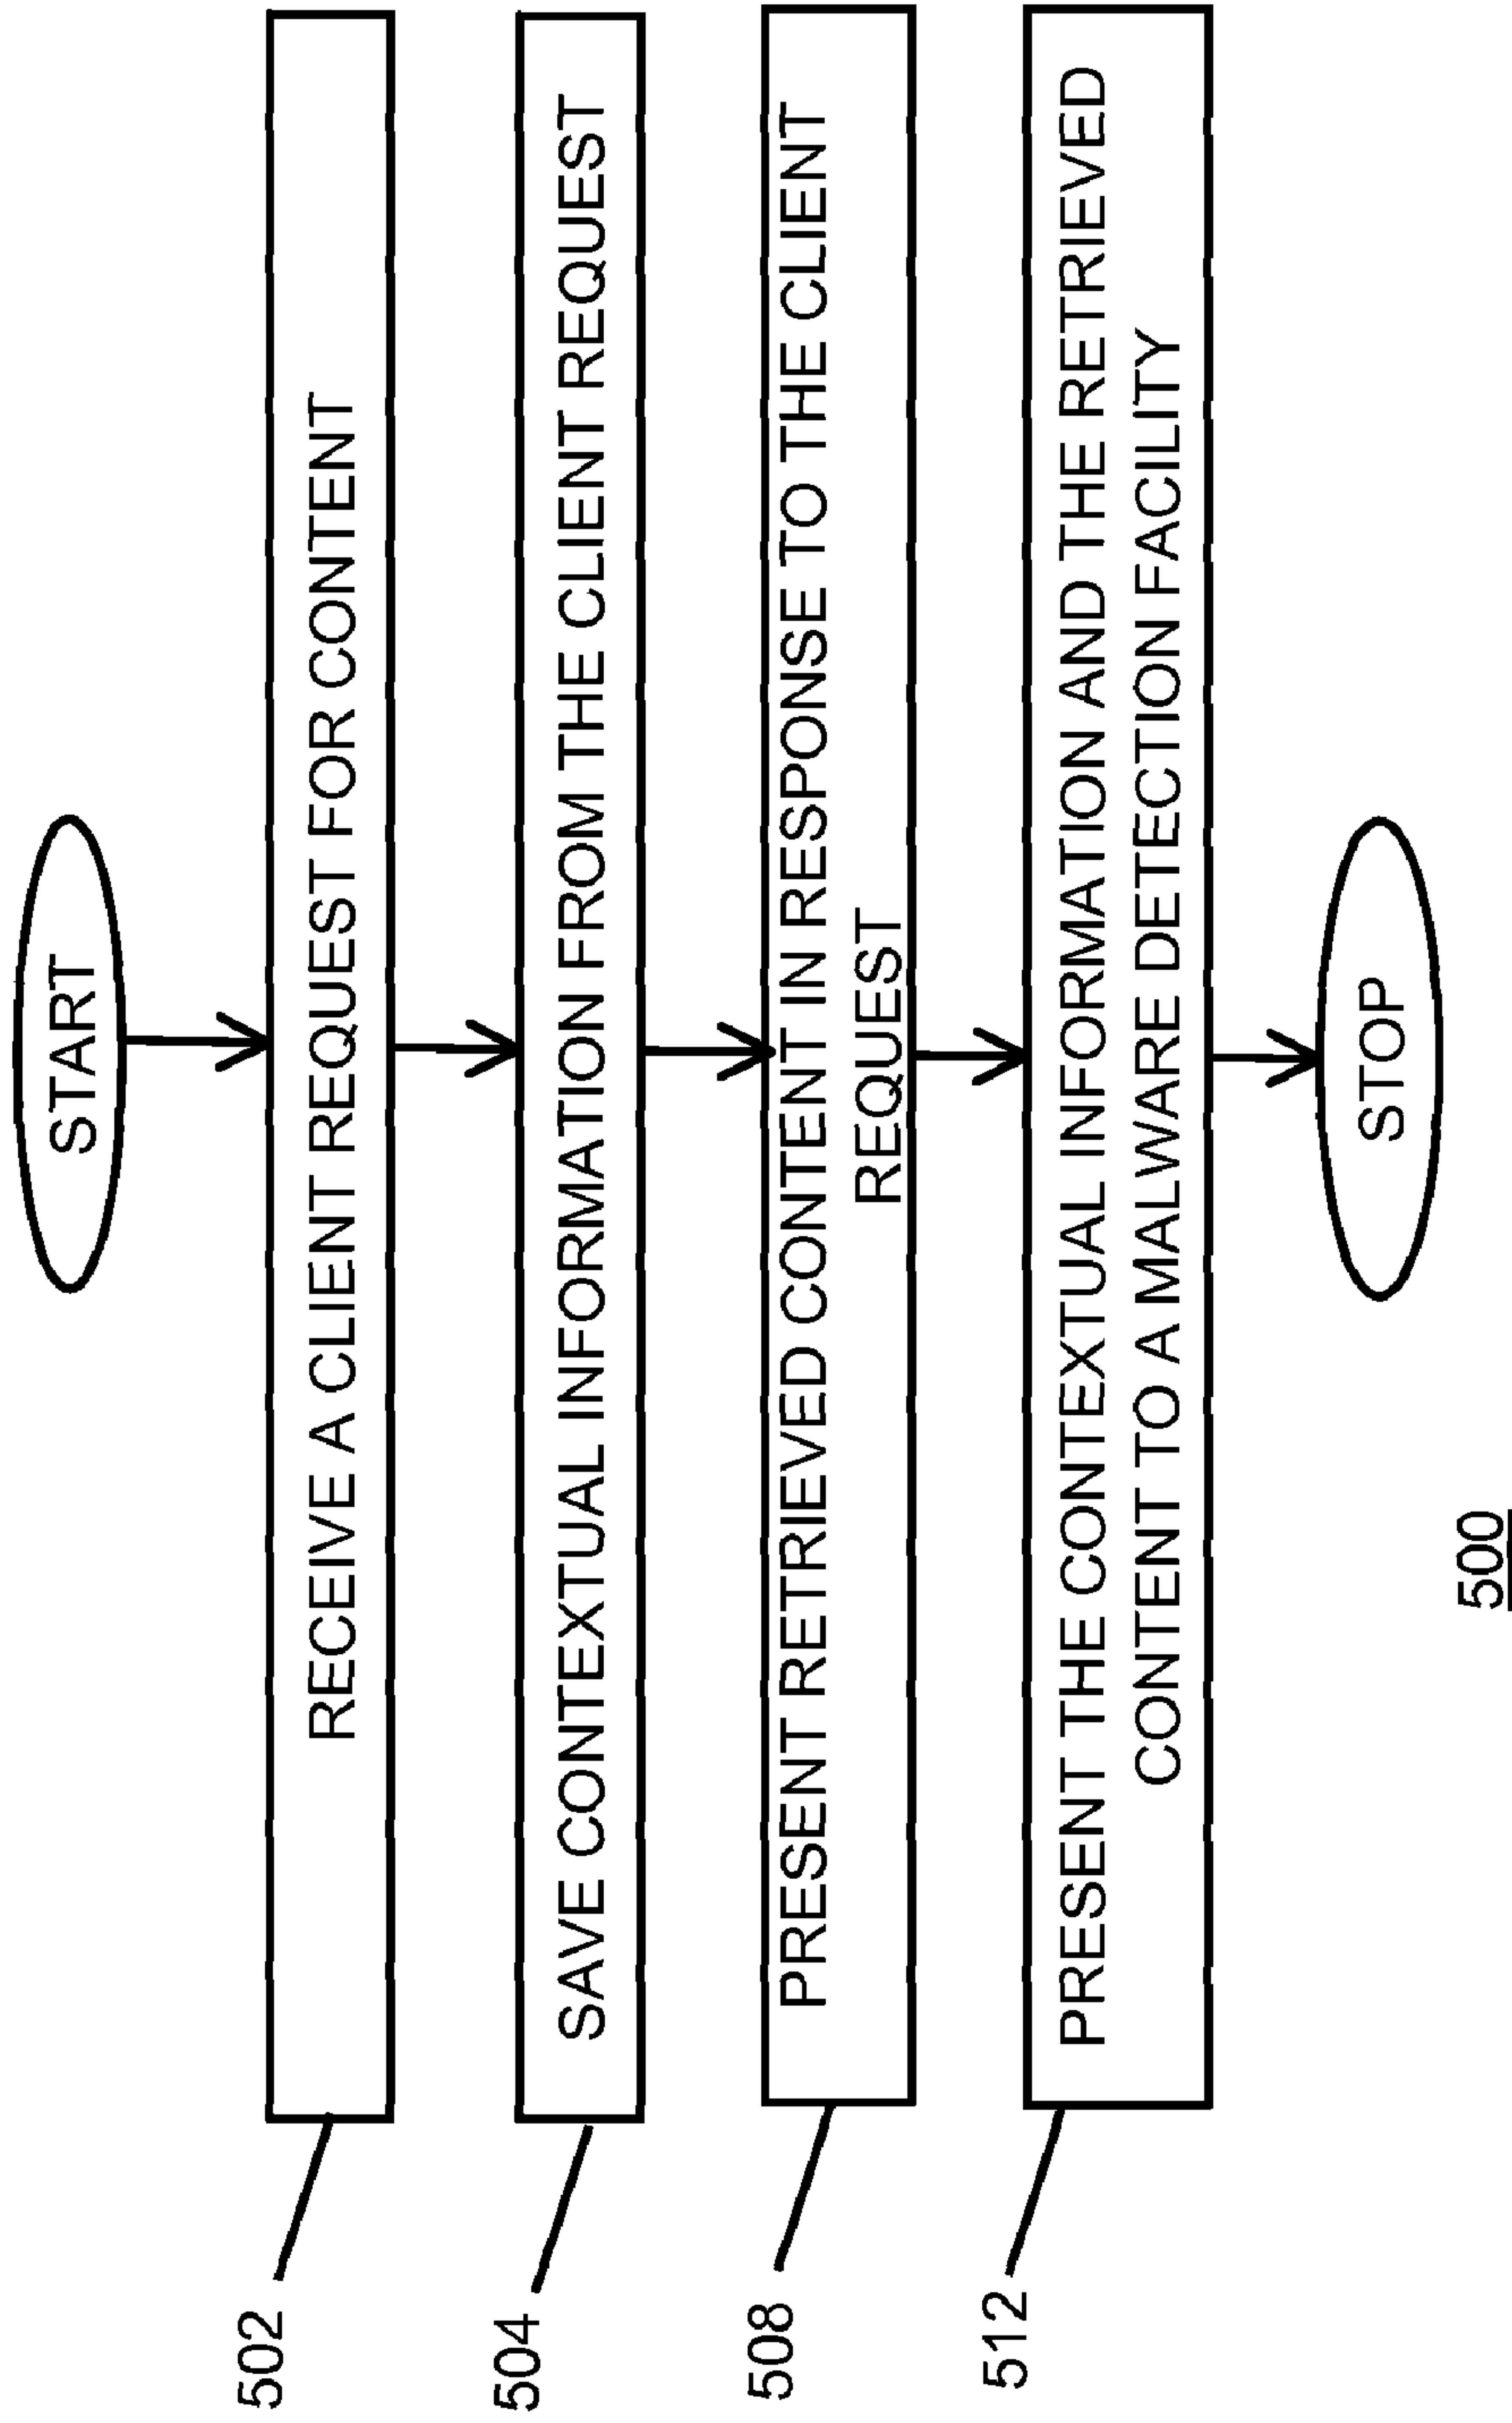 START
502
RECEIVE A CLIENT REQUEST FOR CONTENT
504
SAVE CONTEXTUAL INFORMATION FROM THE CLIENT REQUEST
508
PRESENT RETRIEVED CONTENT IN RESPONSE TO THE CLIENT
REQUEST
512
PRESENT THE CONTEXTUAL INFORMATION AND THE RETRIEVED
CONTENT TO A MALWARE DETECTION FACILITY
STOP
500